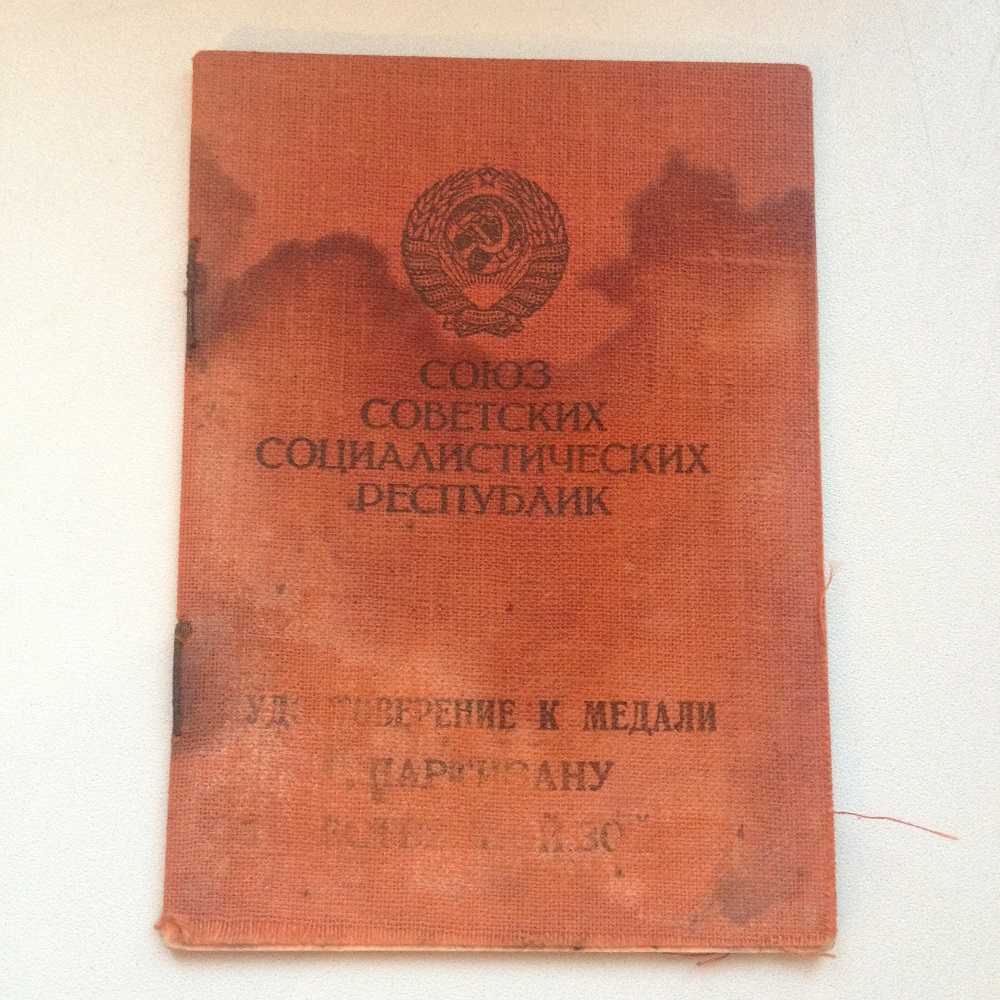 СОЮЗ
СОВЕТСКИХ
СОЦИАЛИСТИЧЕСКИХ
РЕСПУБЛИК
УДОСТОВЕРЕНИЕ К МЕДАЛИ
ПАРТИЗАНУ